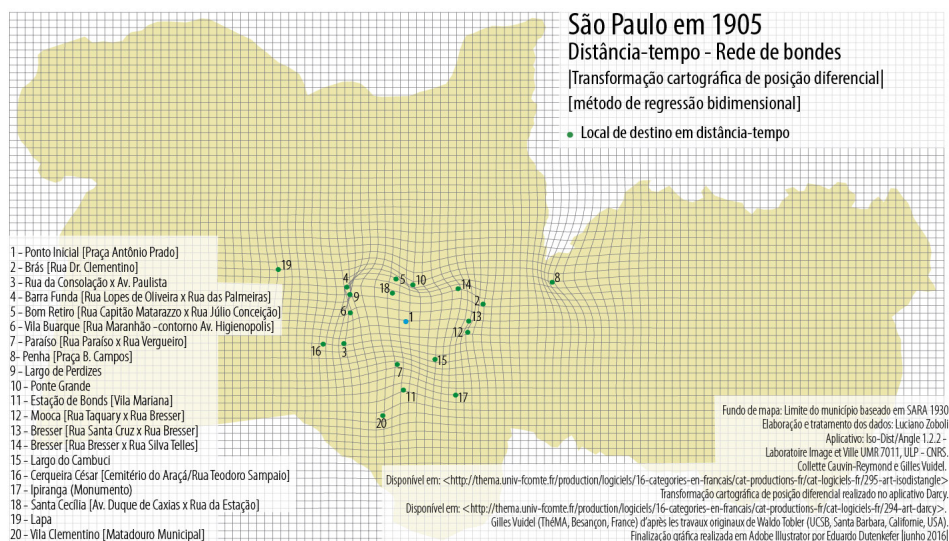 São Paulo em 1905
Distância-tempo - Rede de bondes
|Transformação cartográfica de posição diferencial|
[método de regressão bidimensional]
Local de destino em distância-tempo
1 - Ponto Inicial [Praça Antônio Prado]
2 - Brás [Rua Dr. Clementino]
3 - Rua da Consolação x Av. Paulista
4 - Barra Funda [Rua Lopes de Oliveira x Rua das Palmeiras]
5 - Bom Retiro [Rua Capitão Matarazzo x Rua Júlio Conceição]
6 - Vila Buarque [Rua Maranhão -contorno Av. Higienopolis]
7 - Paraíso [Rua Paraíso x Rua Vergueiro]
8- Penha [Praça B. Campos]
9 - Largo de Perdizes
10 - Ponte Grande
11 - Estação de Bondes [Vila Mariana]
12 - Mooca [Rua Taquary x Rua Bresser]
13 - Bresser [Rua Santa Cruz x Rua Bresser]
14 - Bresser [Rua Bresser x Rua Silva Telles]
15 - Largo do Cambuci
16 - Cerqueira César [Cemitério do Araçá/Rua Teodoro Sampaio]
17 - Ipiranga (Monumento)
18 - Santa Cecília [Av. Duque de Caxias x Rua da Estação]
19 - Lapa
20 - Vila Clementino [Matadouro Municipal]
19
4
5
10
14
8
18
9
2
6
1
13
12
16
3
15
7
11
17
20
Fundo de mapa: Limite do município baseado em SARA 1930
Elaboração e tratamento dos dados: Luciano Zoboli
Aplicativo: Iso-Dist/Angle 1.2.2 -
Laboratoire Image et Ville UMR 7011, ULP - CNRS.
Collette Cauvin-Reymond e Gilles Vuidel.
Disponível em: <http://thema.univ-fcomte.fr/production/logiciels/16-categories-en-francais/cat-productions-fr/cat-logiciels-fr/295-art-isodistangle>
Transformação cartográfica de posição diferencial realizado no aplicativo Darcy.
Disponível em: <http://thema.univ-fcomte.fr/production/logiciels/16-categories-en-francais/cat-productions-fr/cat-logiciels-fr/294-art-darcy>.
Gilles Vuidel (ThéMA, Besançon, France) d'après les travaux originaux de Waldo Tobler (UCSB, Santa Barbara, Californie, USA).
Finalização gráfica realizada em Adobe Illustrator por Eduardo Dutenkefer [junho 2016]